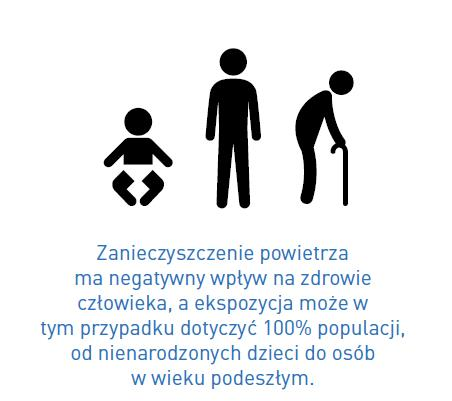 Zanieczyszczenie powietrza
ma negatywny wpływ na zdrowie
człowieka, a ekspozycja może w
tym przypadku dotyczyć 100% populacji,
od nienarodzonych dzieci do osób
w wieku podeszłym.